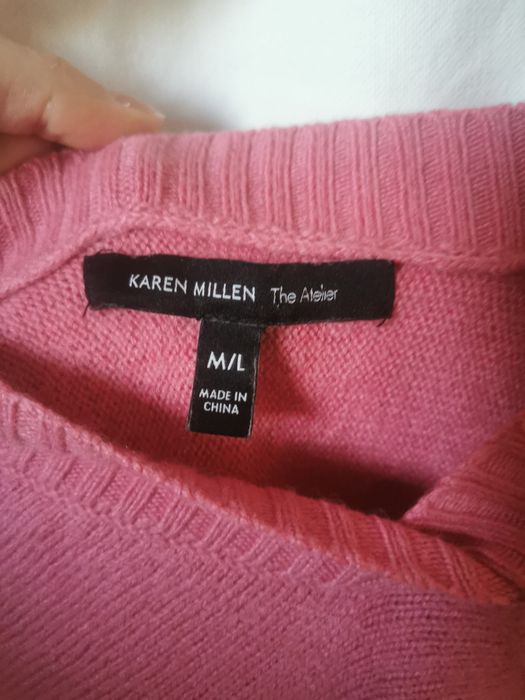 KAREN MILLEN The Atelier
M/L
MADE IN
CHINA